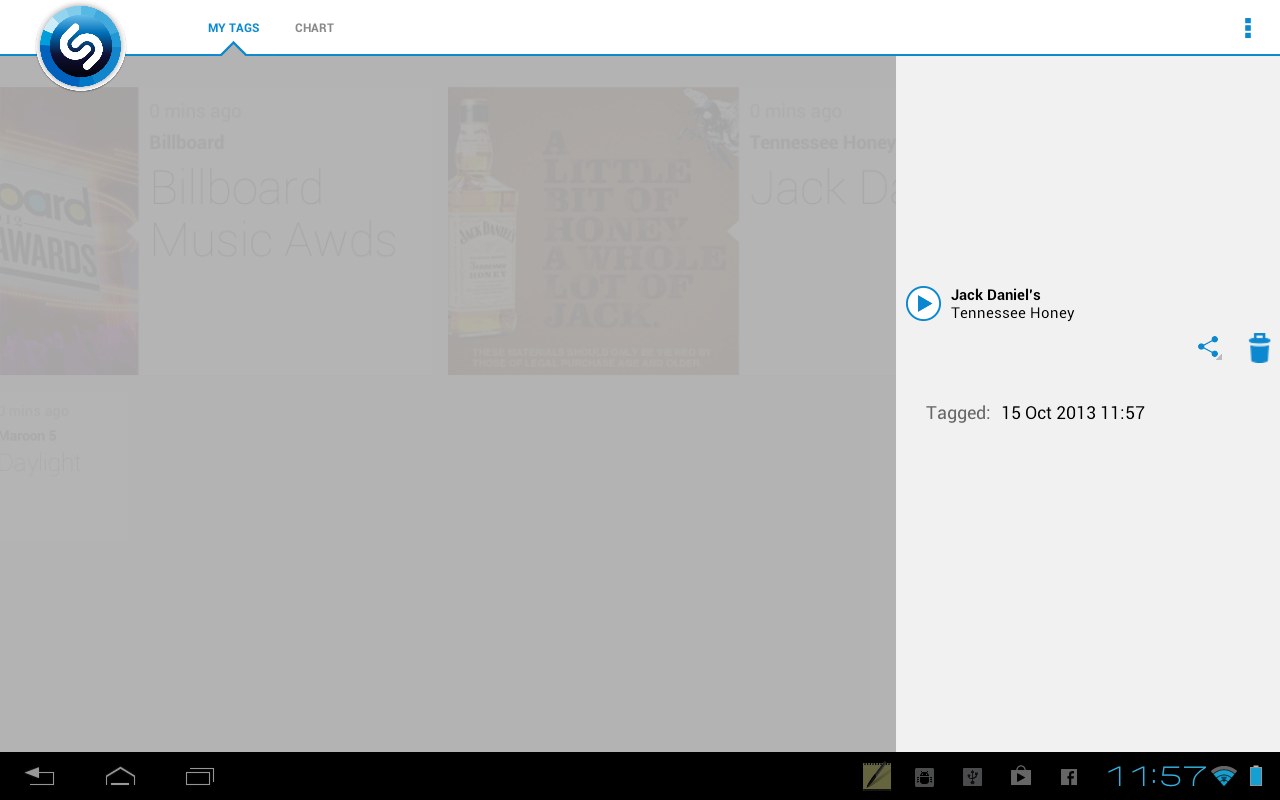 MY TAGS
CHART
0 mins ago
Billboard
Billboard
Music Awds
oard
AWARDS
JACK DANIEL'S
HONEY
A
LITTLE
BIT OF
HONEY.
A WHOLE
LOT OF
JACK.
0 mins ago
Tennessee Honey
Jack Da
0 mins ago
Maroon 5
Daylight
Jack Daniel's
Tennessee Honey
Tagged: 15 Oct 2013 11:57
11:57